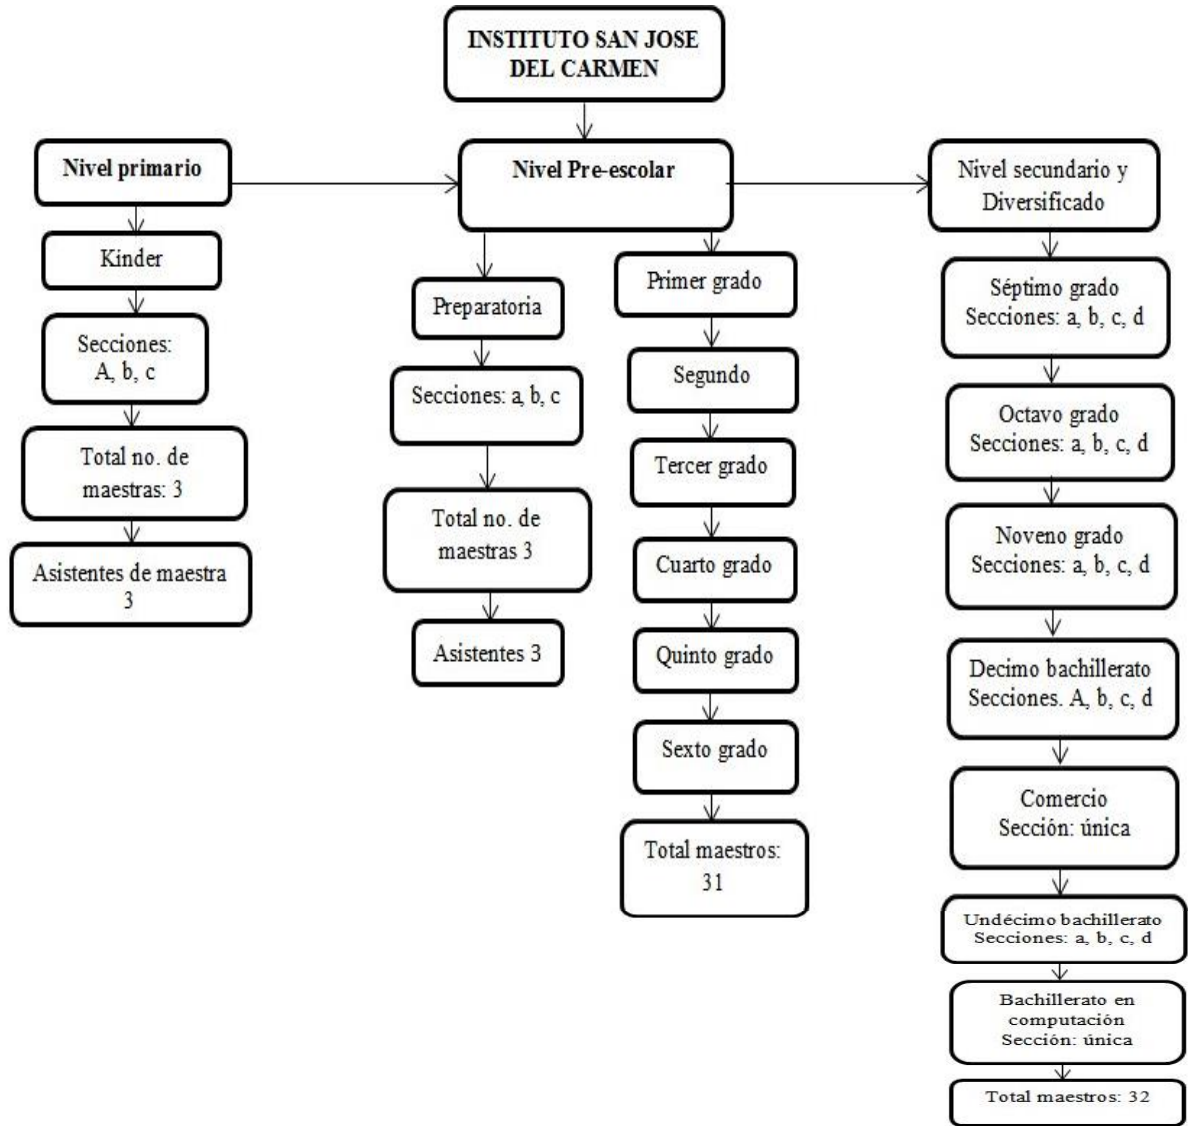 INSTITUTO SAN JOSE
DEL CARMEN
Nivel primario
Kinder
Secciones:
A, b, c
Total no. de
maestras: 3
Asistentes de maestra
3
Nivel Pre-escolar
Preparatoria
Secciones: a, b, c
Total no. de
maestras 3
Asistentes 3
Primer grado
Segundo
Tercer grado
Cuarto grado
Quinto grado
Sexto grado
Total maestros:
31
Nivel secundario y
Diversificado
Séptimo grado
Secciones: a, b, c, d
Octavo grado
Secciones: a, b, c, d
Noveno grado
Secciones: a, b, c, d
Decimo bachillerato
Secciones. A, b, c, d
Comercio
Sección: única
Undécimo bachillerato
Secciones: a, b, c, d
Bachillerato en
computación
Sección: única
Total maestros: 32